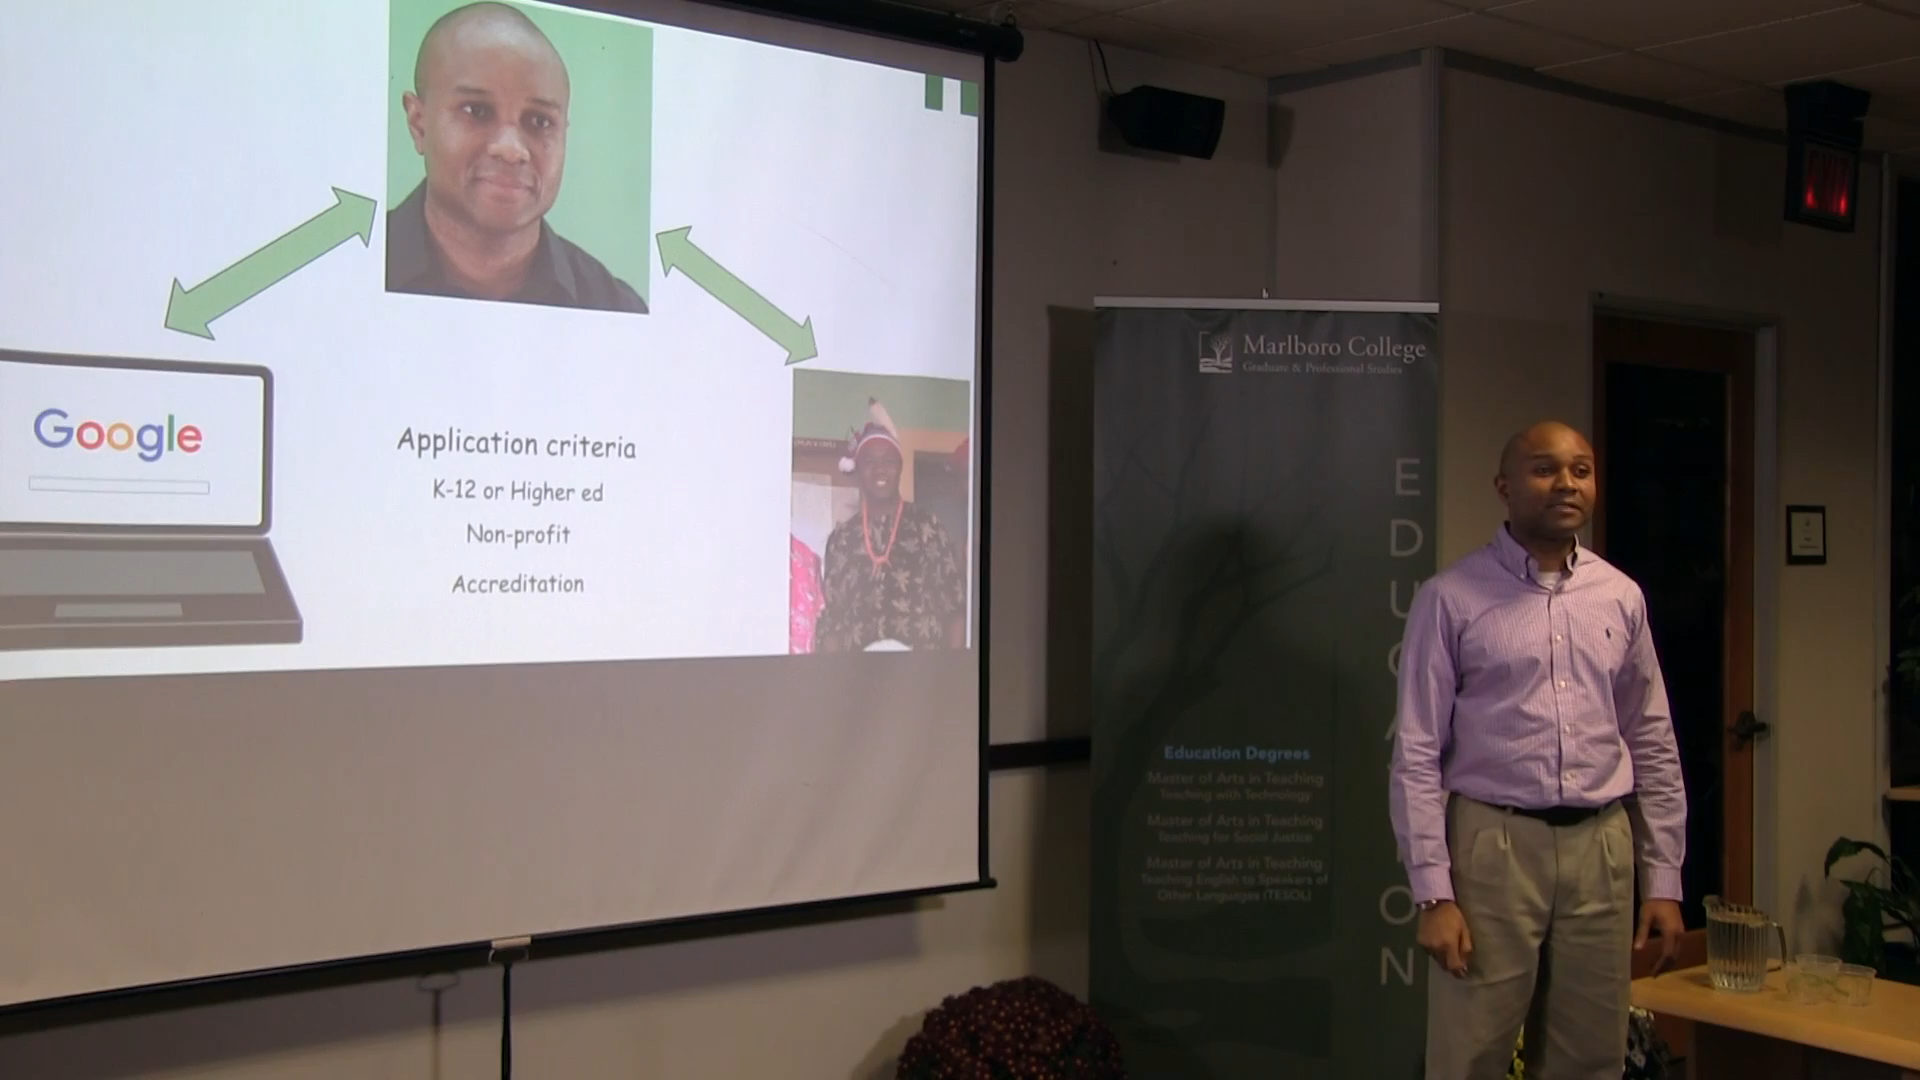 Google
Application criteria
K-12 or Higher ed
Non-profit
Accreditation
EXIT
Marlboro College
Graduate & Professional Studies
EDUCATION
Education Degrees
Master of Arts in Teaching
Teaching with Technology
Master of Arts in Teaching
Teaching for Social Justice
Master of Arts in Teaching
Teaching English to Speakers of
Other Languages (TESOL)